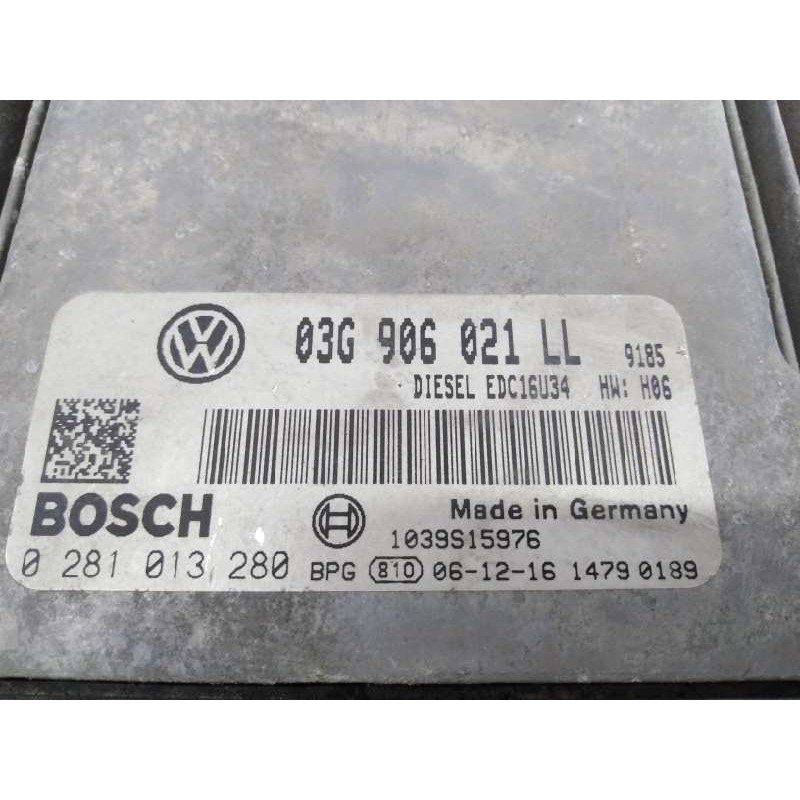 03G 906 021 LL 9185
DIESEL EDC16U34 HW: H06
BOSCH
Made in Germany
1039S15976
0 281 013 280 BPG 810 06-12-16 1479 0189